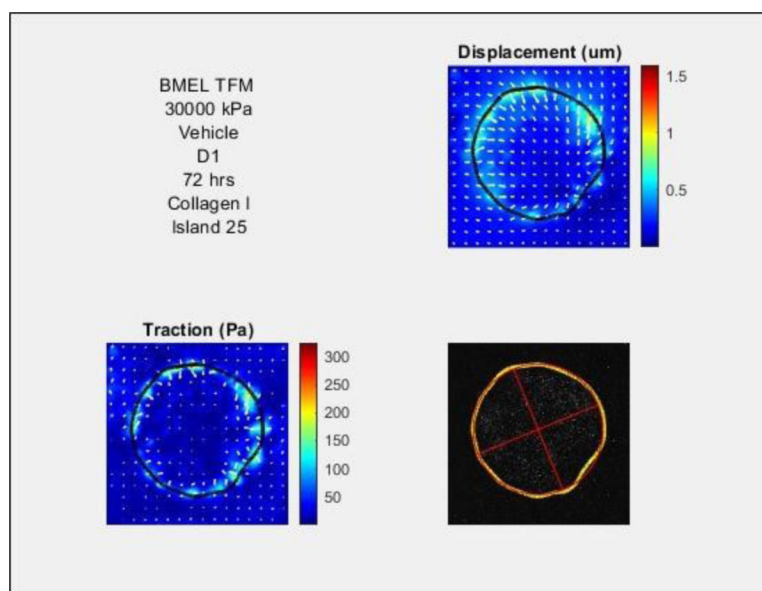 BMEL TFM
30000 kPa
Vehicle
D1
72 hrs
Collagen I
Island 25
Displacement (um)
1.5
1
0.5
Traction (Pa)
300
250
200
150
100
50